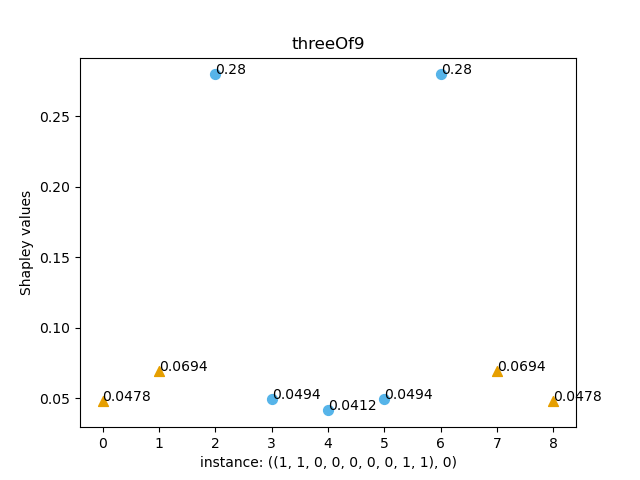 threeOf9
0.28 0.28
0.25
0.20
Shapley values
0.15
0.10
0.0694 0.0694
0.05
0.0478 0.0494 0.0412 0.0494 0.0478
0 1 2 3 4 5 6 7 8
instance: ((1, 1, 0, 0, 0, 0, 0, 1, 1), 0)